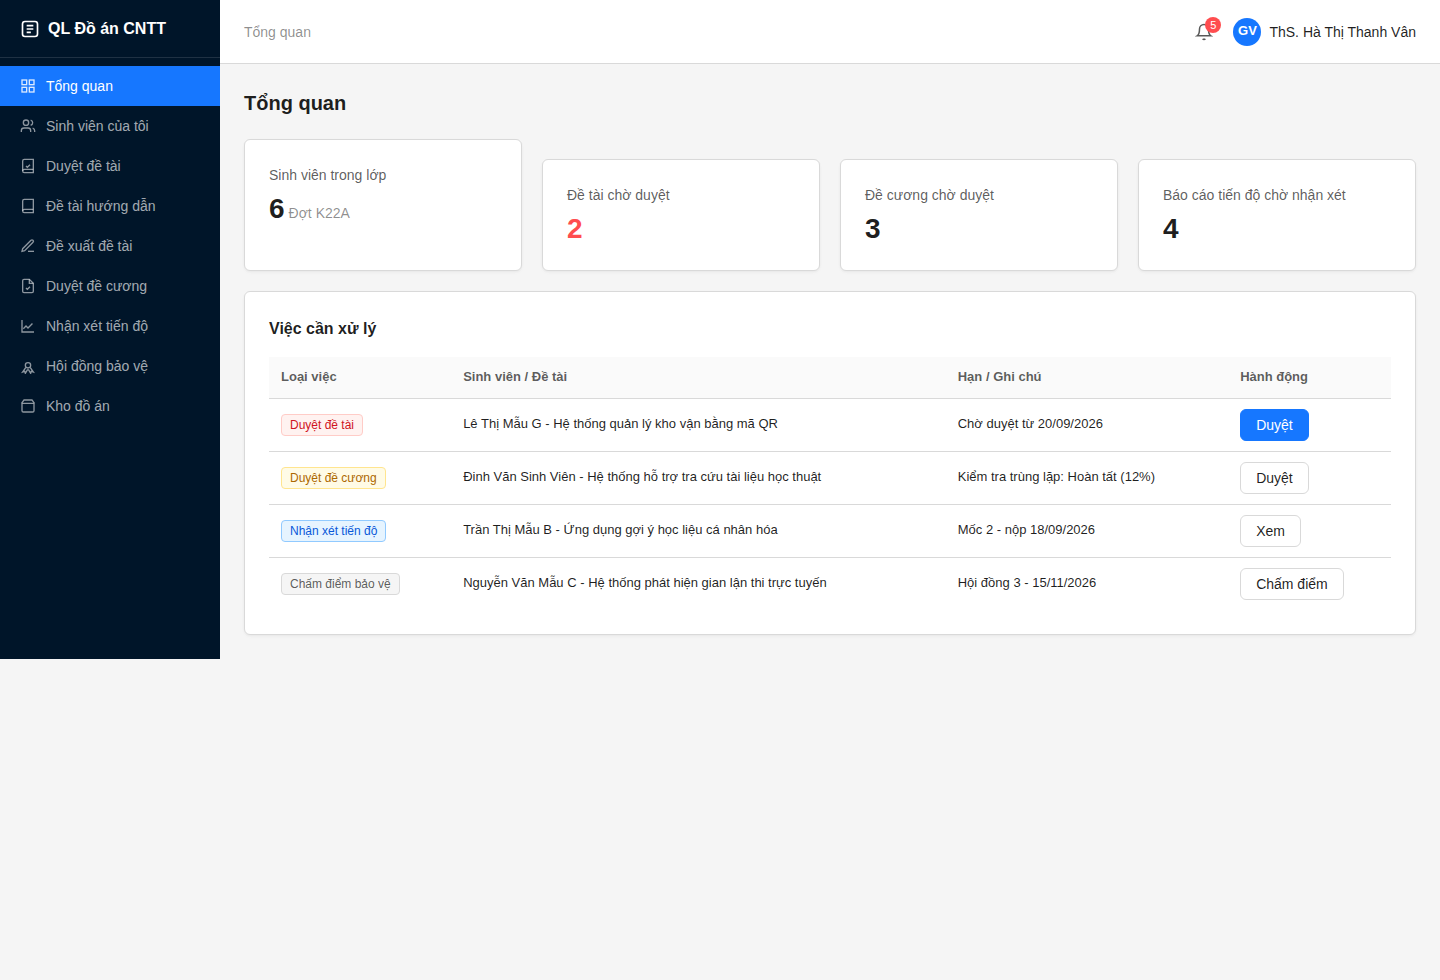 QL Đồ án CNTT
Tổng quan
Sinh viên của tôi
Duyệt đề tài
Đề tài hướng dẫn
Đề xuất đề tài
Duyệt đề cương
Nhận xét tiến độ
Hội đồng bảo vệ
Kho đồ án
Tổng quan
5
GV
ThS. Hà Thị Thanh Vân
Tổng quan
Sinh viên trong lớp
6 Đợt K22A
Đề tài chờ duyệt
2
Đề cương chờ duyệt
3
Báo cáo tiến độ chờ nhận xét
4
Việc cần xử lý
Loại việc Sinh viên / Đề tài Hạn / Ghi chú Hành động
Duyệt đề tài Lê Thị Mẫu G - Hệ thống quản lý kho vận bằng mã QR Chờ duyệt từ 20/09/2026 Duyệt
Duyệt đề cương Đinh Văn Sinh Viên - Hệ thống hỗ trợ tra cứu tài liệu học thuật Kiểm tra trùng lặp: Hoàn tất (12%) Duyệt
Nhận xét tiến độ Trần Thị Mẫu B - Ứng dụng gợi ý học liệu cá nhân hóa Mốc 2 - nộp 18/09/2026 Xem
Chấm điểm bảo vệ Nguyễn Văn Mẫu C - Hệ thống phát hiện gian lận thi trực tuyến Hội đồng 3 - 15/11/2026 Chấm điểm